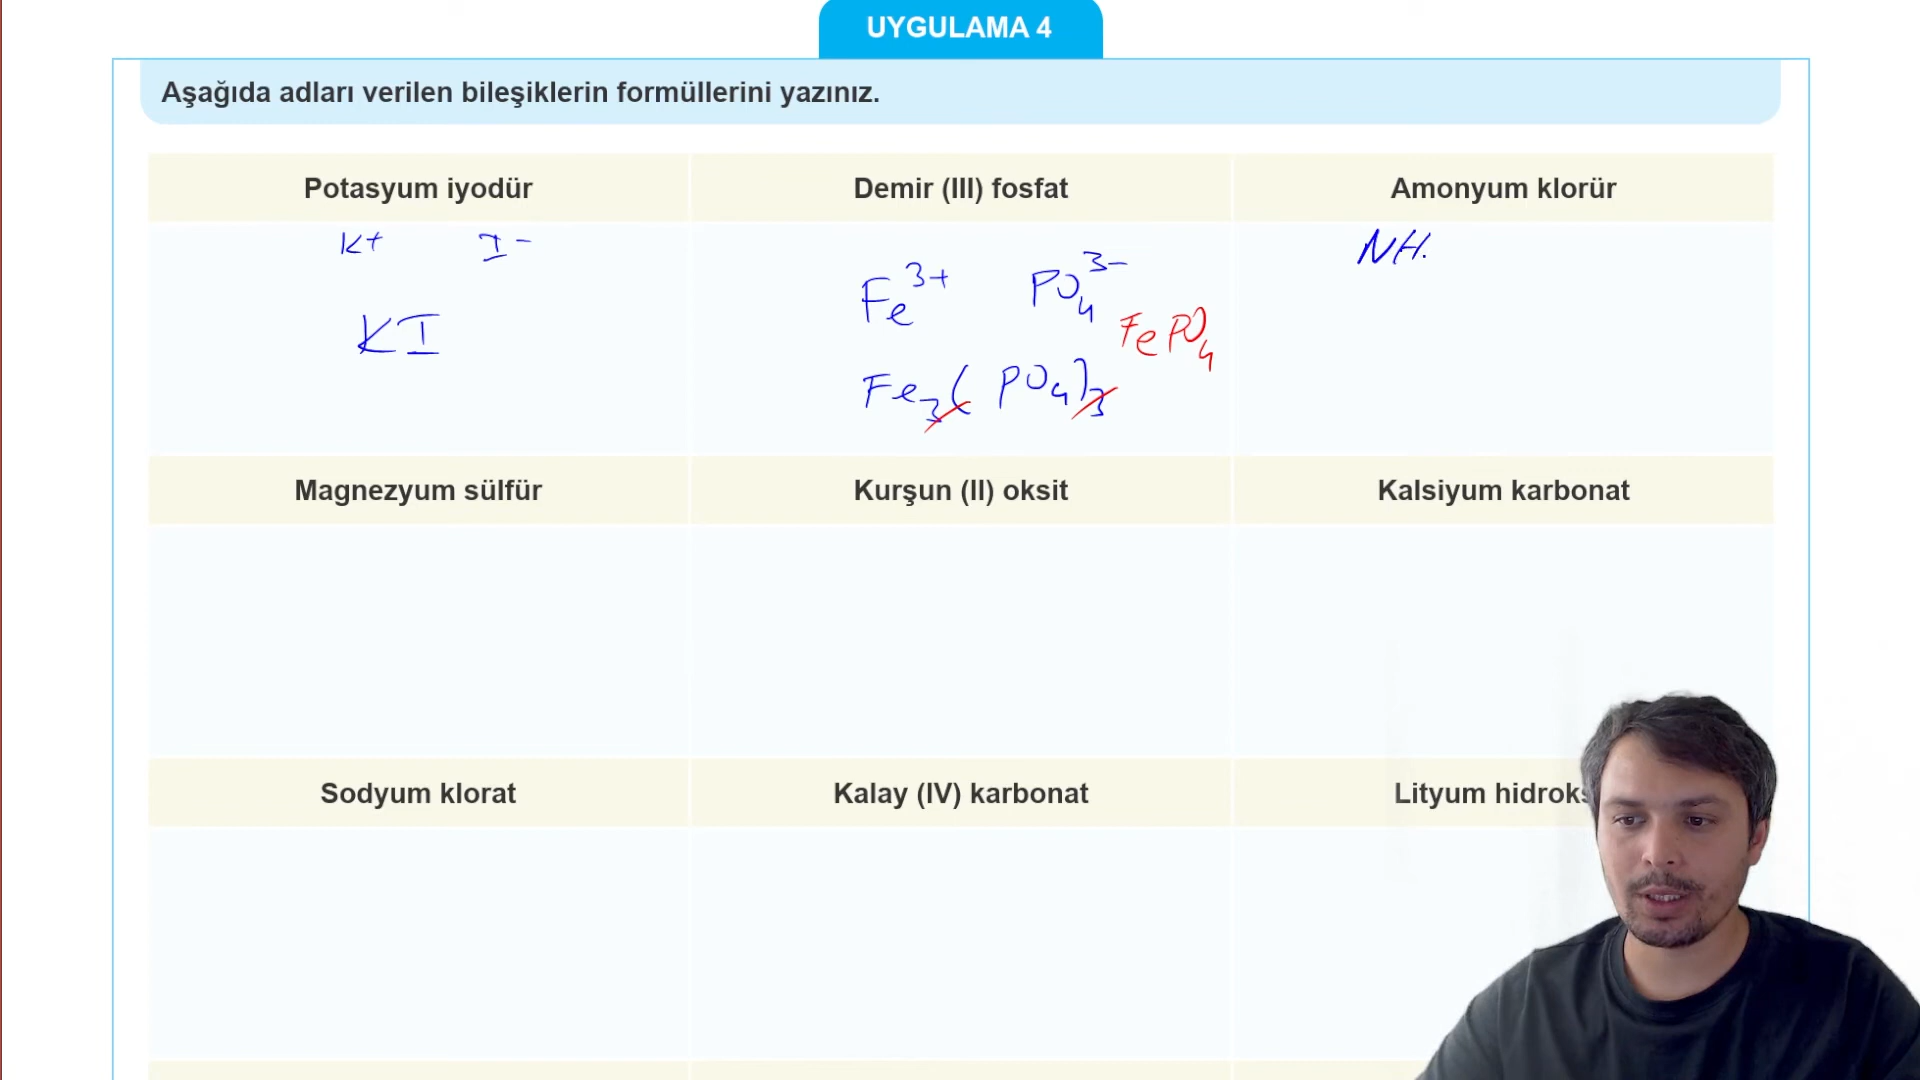 UYGULAMA 4
Aşağıda adları verilen bileşiklerin formüllerini yazınız.
Potasyum iyodür
Demir (III) fosfat
Amonyum klorür
K+ I-
Fe3+ PO43-
NH.
KI
FePO4
Fe3(PO4)3
Magnezyum sülfür
Kurşun (II) oksit
Kalsiyum karbonat
Sodyum klorat
Kalay (IV) karbonat
Lityum hidroks